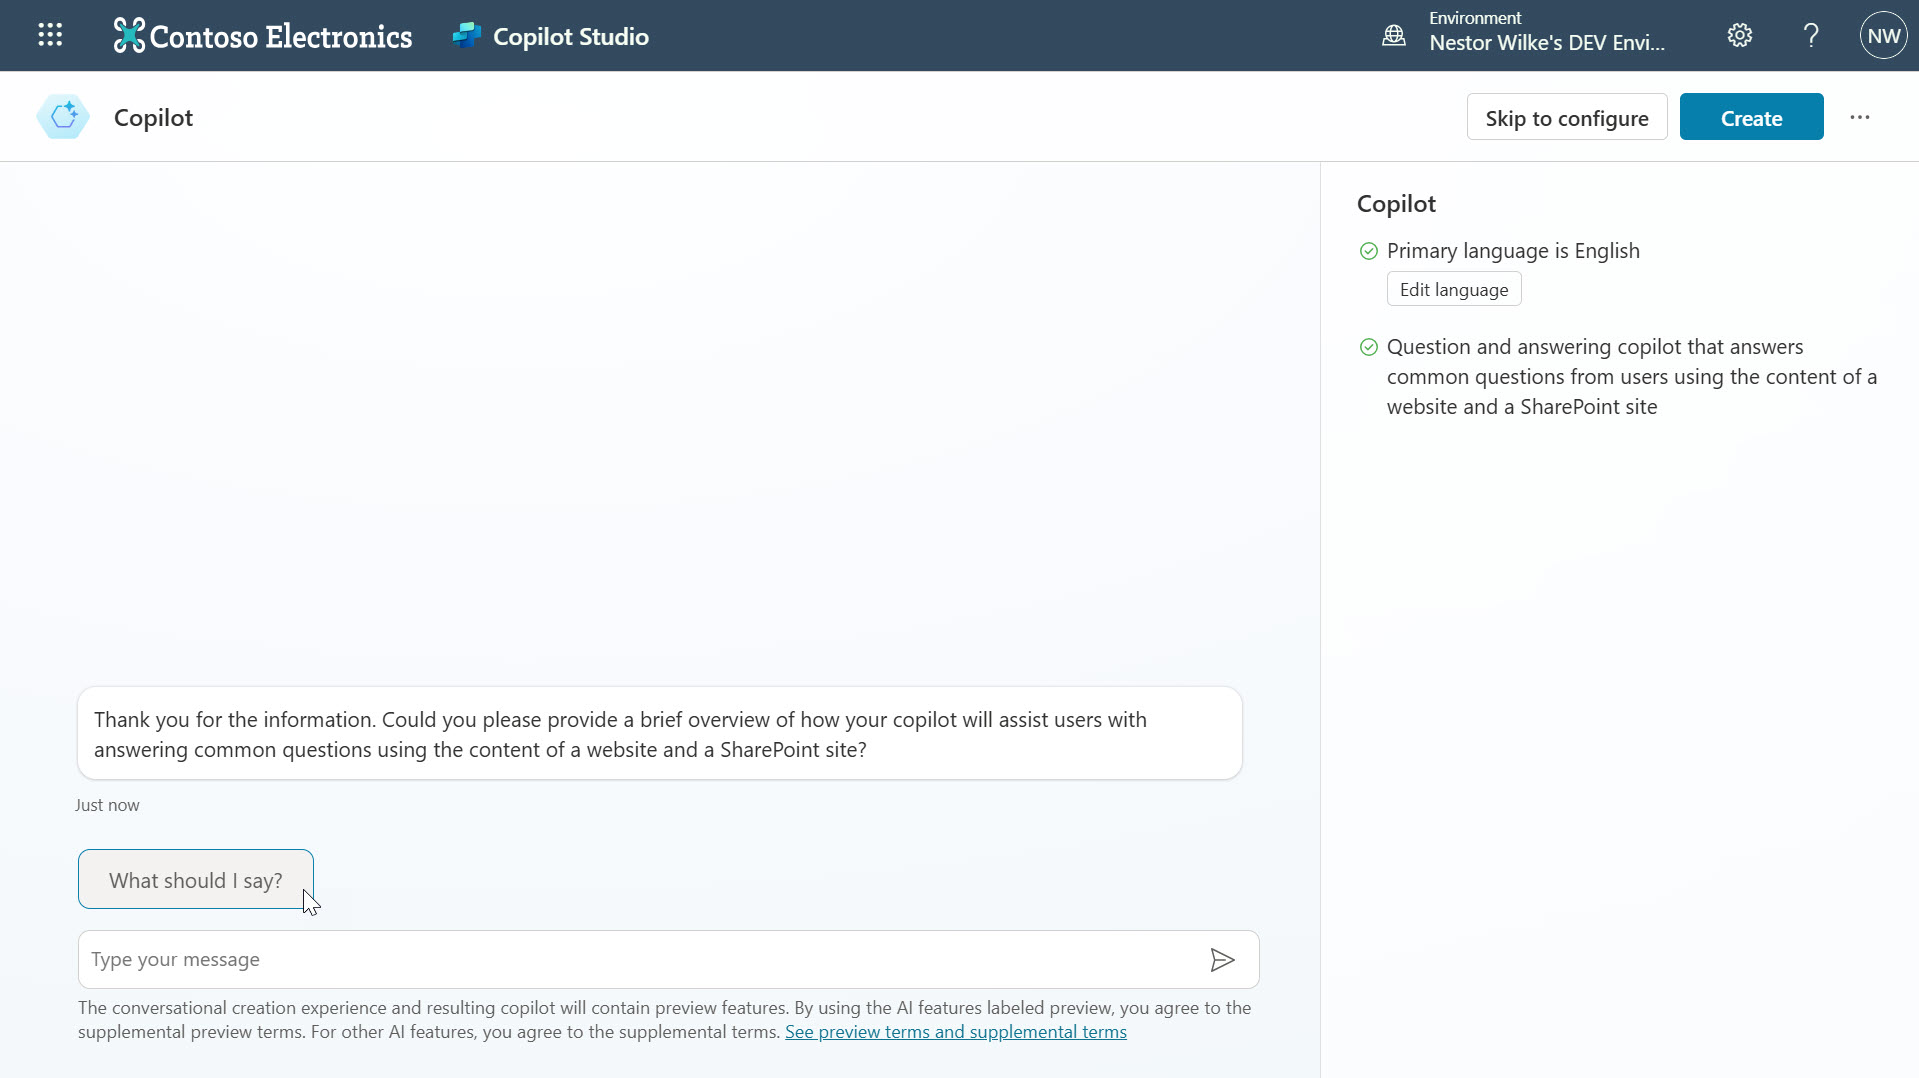 Contoso Electronics
Copilot Studio
Environment
Nestor Wilke's DEV Envi...
?
NW
Copilot
Skip to configure
Create
...
Copilot
Primary language is English
Edit language
Question and answering copilot that answers
common questions from users using the content of a
website and a SharePoint site
Thank you for the information. Could you please provide a brief overview of how your copilot will assist users with
answering common questions using the content of a website and a SharePoint site?
Just now
What should I say?
Type your message
The conversational creation experience and resulting copilot will contain preview features. By using the AI features labeled preview, you agree to the
supplemental preview terms. For other AI features, you agree to the supplemental terms. See preview terms and supplemental terms